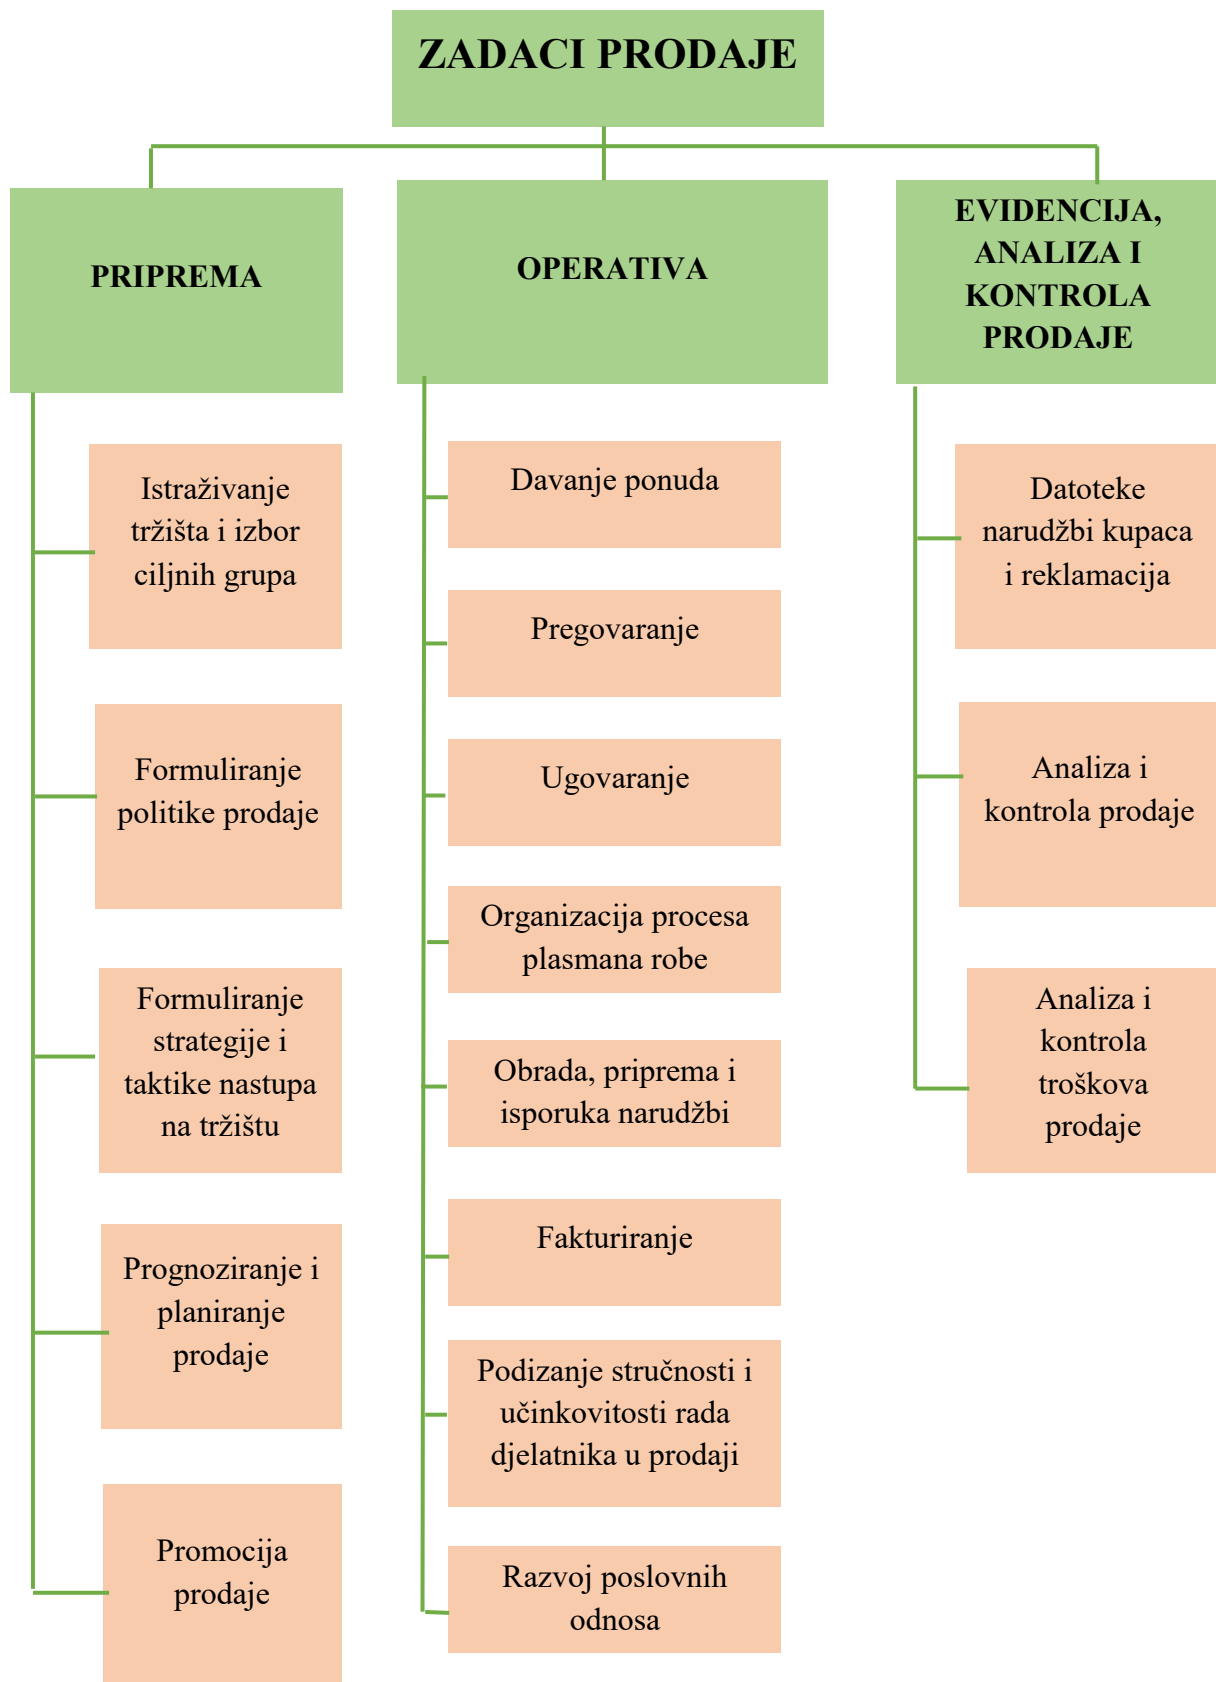 ZADACI PRODAJE
PRIPREMA
Istraživanje
tržišta i izbor
ciljnih grupa
Formuliranje
politike prodaje
Formuliranje
strategije i
taktike nastupa
na tržištu
Prognoziranje i
planiranje
prodaje
Promocija
prodaje
OPERATIVA
Davanje ponuda
Pregovaranje
Ugovaranje
Organizacija procesa
plasmana robe
Obrada, priprema i
isporuka narudžbi
Fakturiranje
Podizanje stručnosti i
učinkovitosti rada
djelatnika u prodaji
Razvoj poslovnih
odnosa
EVIDENCIJA,
ANALIZA I
KONTROLA
PRODAJE
Datoteke
narudžbi kupaca
i reklamacija
Analiza i
kontrola prodaje
Analiza i
kontrola
troškova
prodaje